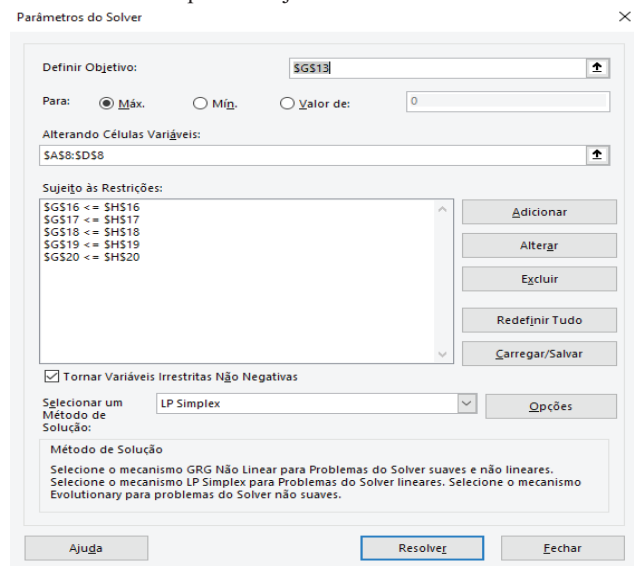 Parâmetros do Solver
Definir Objetivo:
$G$13
Para:
Máx.
Mín.
Valor de:
0
Alterando Células Variáveis:
$A$8:$D$8
Sujeito às Restrições:
$G$16 <= $H$16
$G$17 <= $H$17
$G$18 <= $H$18
$G$19 <= $H$19
$G$20 <= $H$20
Adicionar
Alterar
Excluir
Redefinir Tudo
Carregar/Salvar
Tornar Variáveis Irrestritas Não Negativas
Selecionar um
Método de
Solução:
LP Simplex
Opções
Método de Solução
Selecione o mecanismo GRG Não Linear para Problemas do Solver suaves e não lineares.
Selecione o mecanismo LP Simplex para Problemas do Solver lineares. Selecione o mecanismo
Evolutionary para problemas do Solver não suaves.
Ajuda
Resolver
Fechar